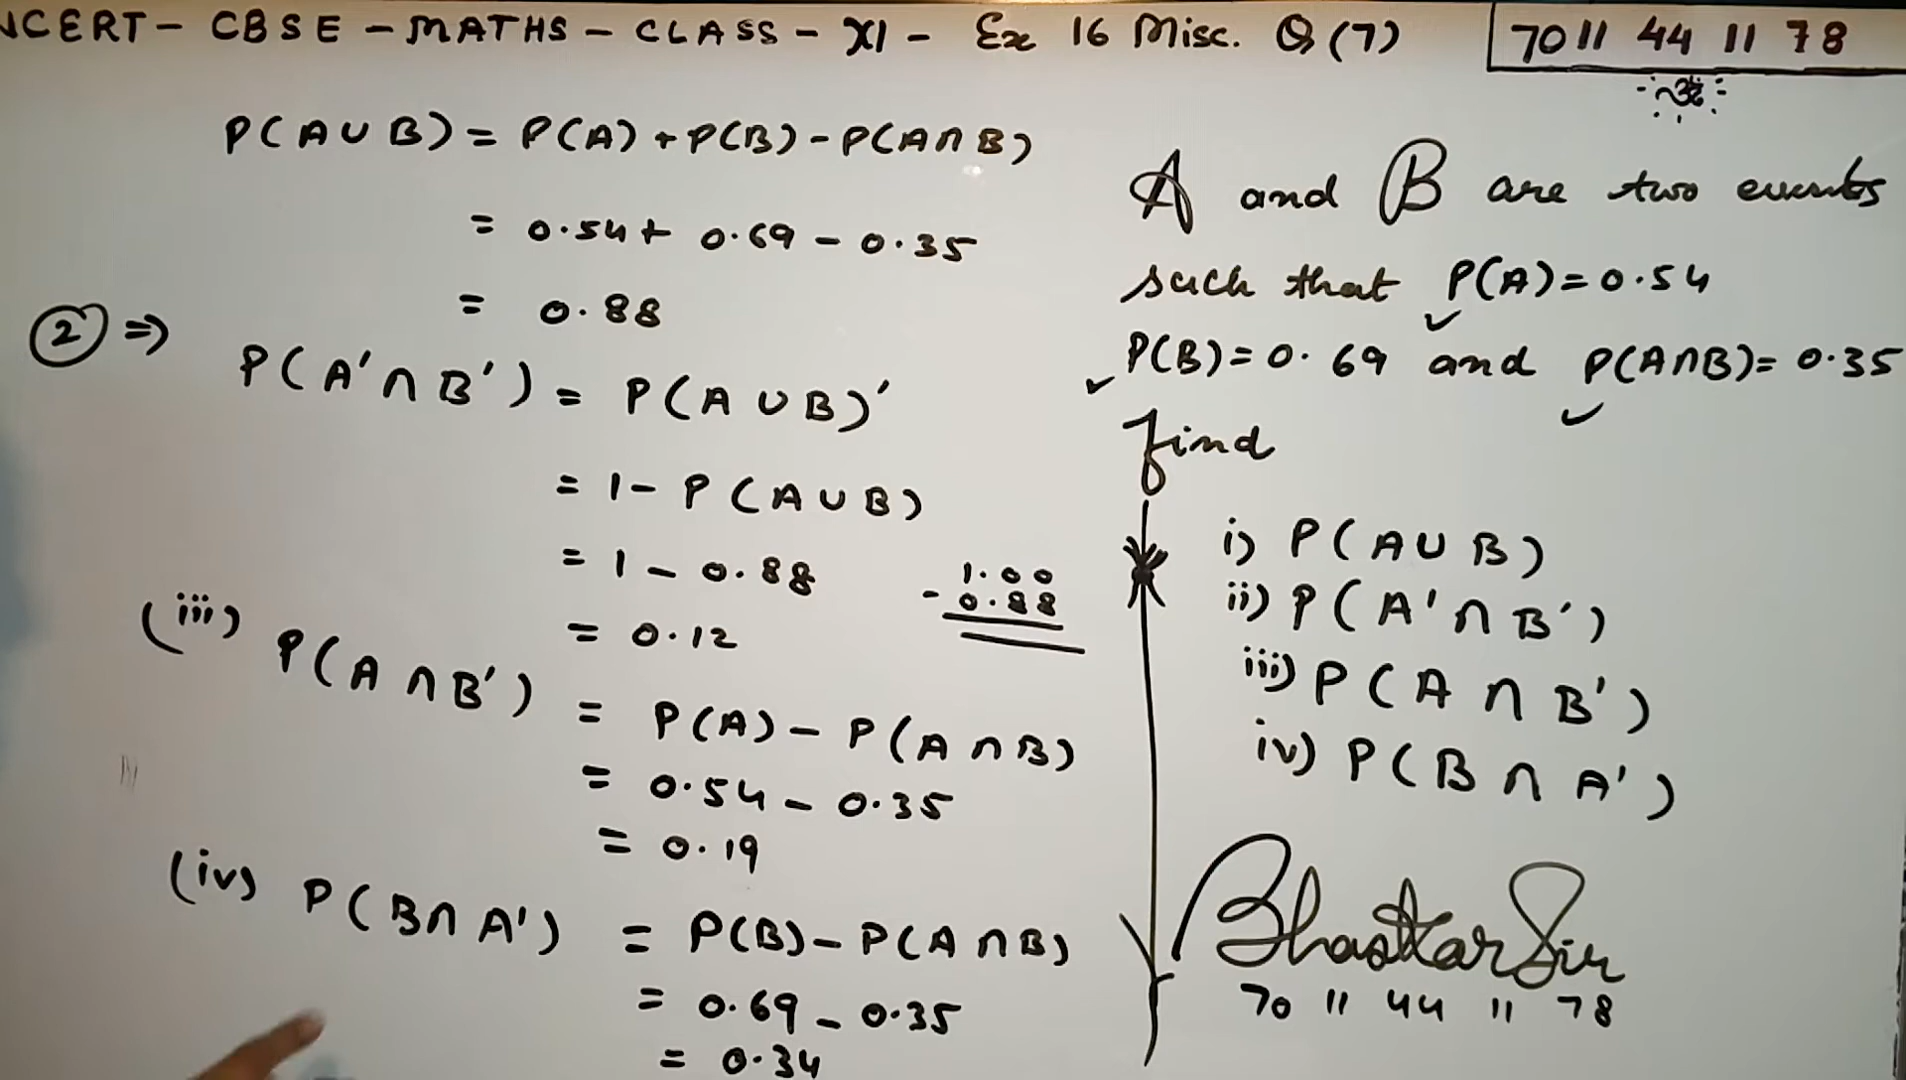 NCERT - CBSE - MATHS - CLASS - XI - Ex 16 Misc. Q (7)
70 11 44 11 78
ॐ
P(A∪B) = P(A) + P(B) - P(A∩B)
= 0.54 + 0.69 - 0.35
= 0.88
(2) ⇒
P(A'∩B') = P(A∪B)'
= 1 - P(A∪B)
= 1 - 0.88
1.00
- 0.88
= 0.12
(iii) P(A∩B') = P(A) - P(A∩B)
= 0.54 - 0.35
= 0.19
(iv) P(B∩A') = P(B) - P(A∩B)
= 0.69 - 0.35
= 0.34
A and B are two events
such that P(A) = 0.54
P(B) = 0.69 and P(A∩B) = 0.35
find
i) P(A∪B)
ii) P(A'∩B')
iii) P(A∩B')
iv) P(B∩A')
Bhaskar Sir
70 11 44 11 78